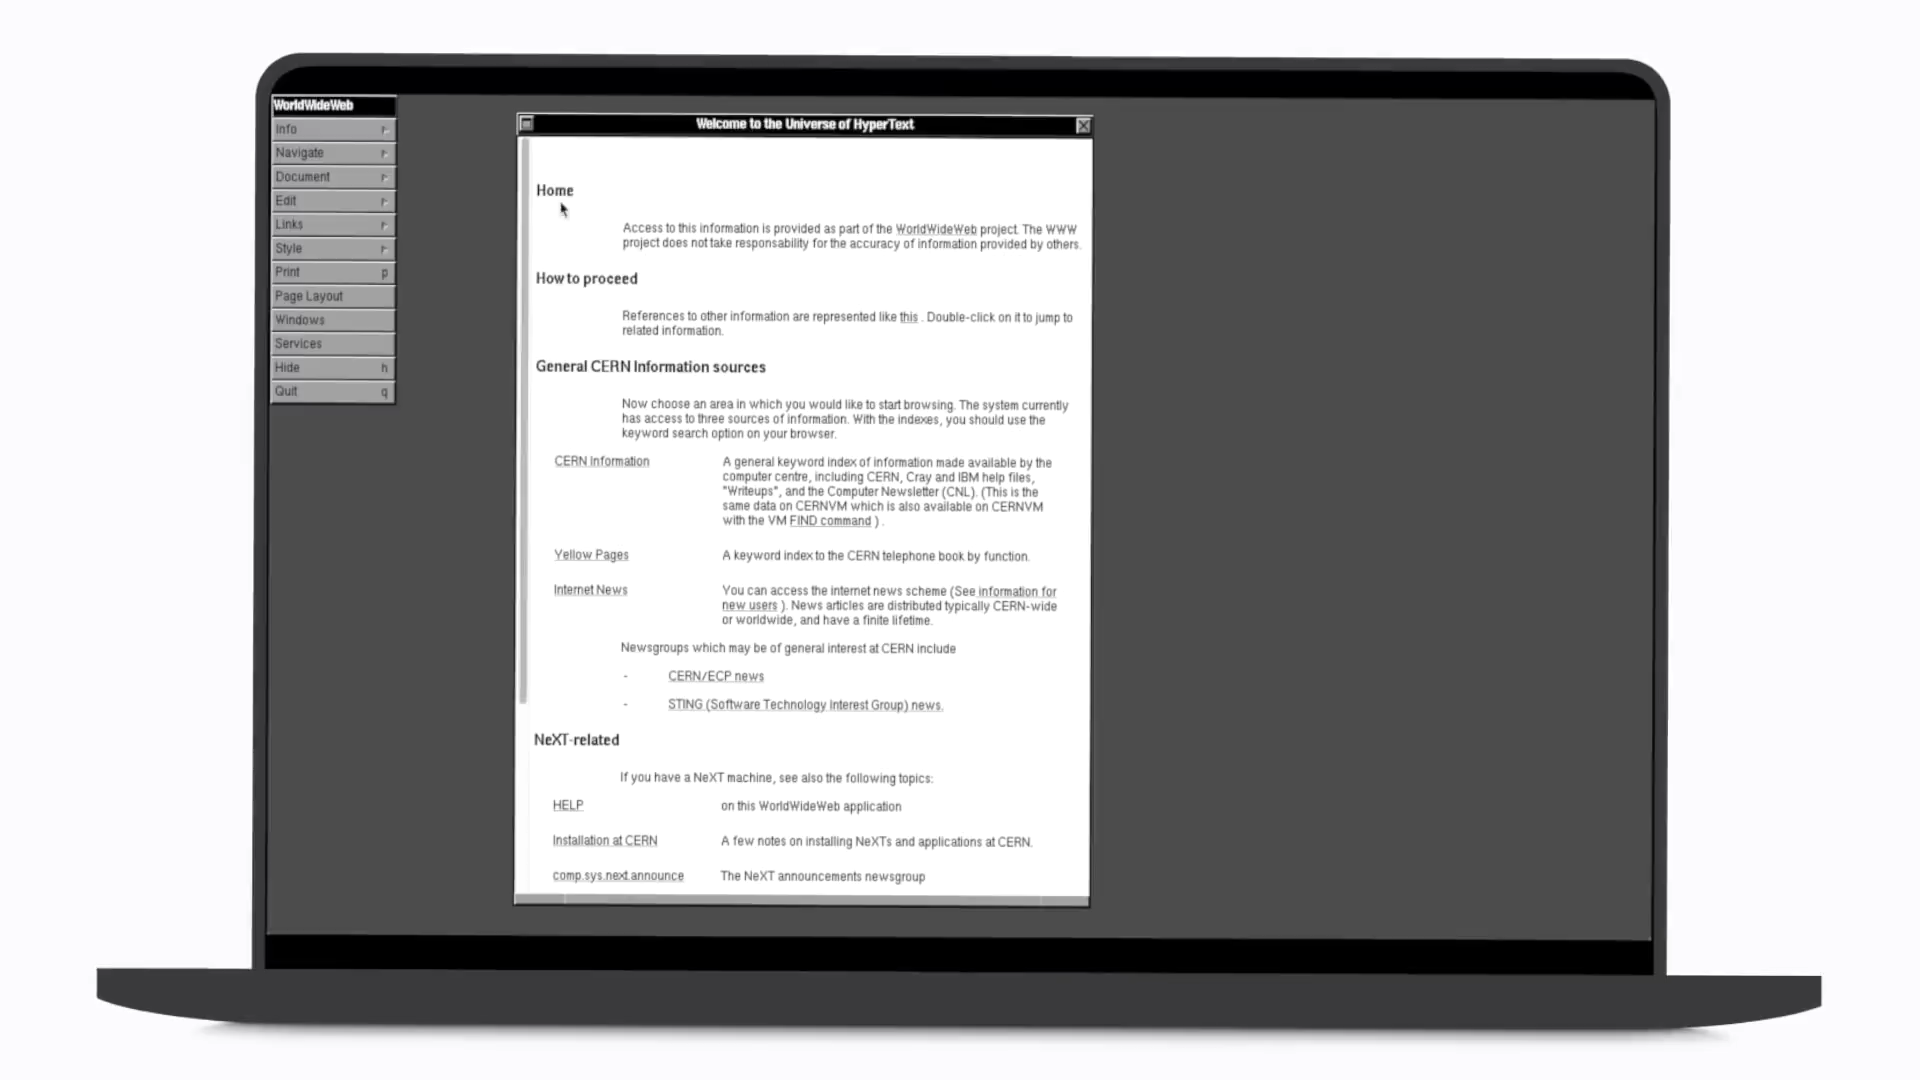 WorldWideWeb
Info
Navigate
Document
Edit
Links
Style
Print p
Page Layout
Windows
Services
Hide h
Quit q
Welcome to the Universe of HyperText
Home
Access to this information is provided as part of the WorldWideWeb project. The WWW
project does not take responsability for the accuracy of information provided by others.
How to proceed
References to other information are represented like this . Double-click on it to jump to
related information.
General CERN Information sources
Now choose an area in which you would like to start browsing. The system currently
has access to three sources of information. With the indexes, you should use the
keyword search option on your browser.
CERN Information A general keyword index of information made available by the
computer centre, including CERN, Cray and IBM help files,
"Writeups", and the Computer Newsletter (CNL). (This is the
same data on CERNVM which is also available on CERNVM
with the VM FIND command ) .
Yellow Pages A keyword index to the CERN telephone book by function.
Internet News You can access the internet news scheme (See information for
new users ). News articles are distributed typically CERN-wide
or worldwide, and have a finite lifetime.
Newsgroups which may be of general interest at CERN include
- CERN/ECP news
- STING (Software Technology Interest Group) news.
NeXT-related
If you have a NeXT machine, see also the following topics:
HELP on this WorldWideWeb application
Installation at CERN A few notes on installing NeXTs and applications at CERN.
comp.sys.next.announce The NeXT announcements newsgroup